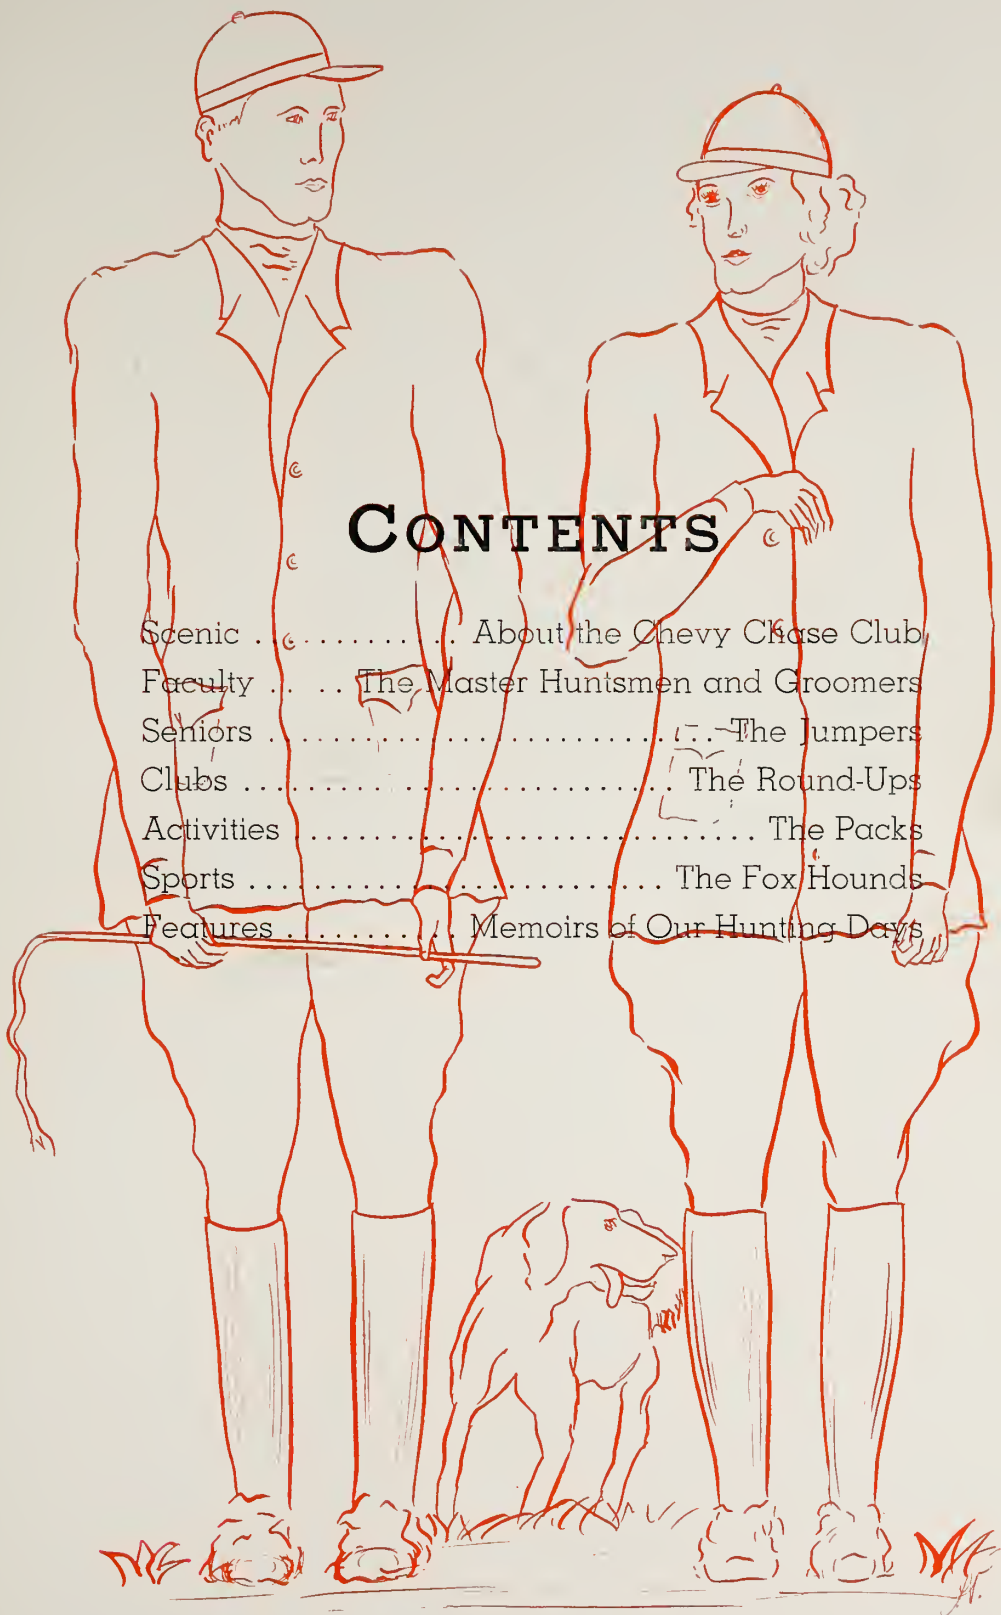 CONTENTS
Scenic .............. About the Chevy Chase Club
Faculty ..... The Master Huntsmen and Groomers
Seniors ............................... The Jumpers
Clubs ............................... The Round-Ups
Activities ................................. The Packs
Sports ............................ The Fox Hounds
Features ............ Memoirs of Our Hunting Days